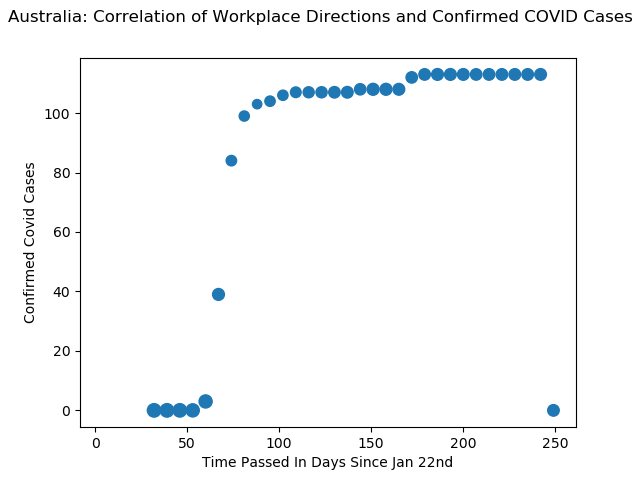 Australia: Correlation of Workplace Directions and Confirmed COVID Cases
100
80
60
40
20
0
Confirmed Covid Cases
0 50 100 150 200 250
Time Passed In Days Since Jan 22nd